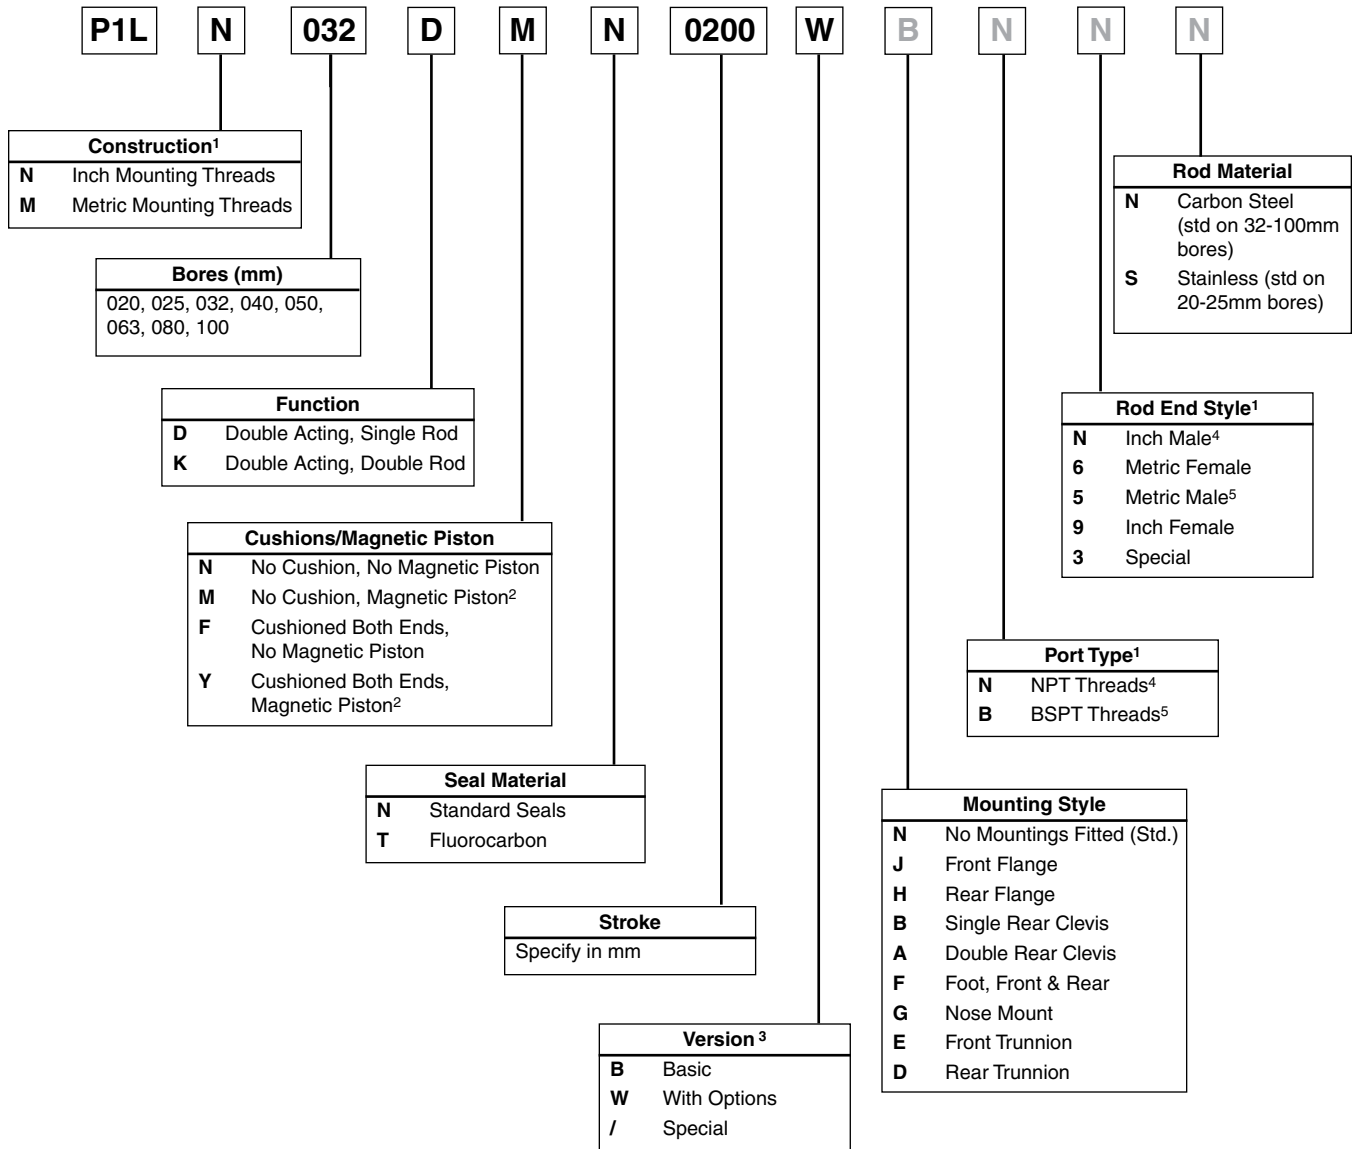 P1L N 032 D M N 0200 W B N N N
Construction¹
N Inch Mounting Threads
M Metric Mounting Threads
Bores (mm)
020, 025, 032, 040, 050,
063, 080, 100
Function
D Double Acting, Single Rod
K Double Acting, Double Rod
Cushions/Magnetic Piston
N No Cushion, No Magnetic Piston
M No Cushion, Magnetic Piston²
F Cushioned Both Ends,
No Magnetic Piston
Y Cushioned Both Ends,
Magnetic Piston²
Seal Material
N Standard Seals
T Fluorocarbon
Stroke
Specify in mm
Version ³
B Basic
W With Options
/ Special
Mounting Style
N No Mountings Fitted (Std.)
J Front Flange
H Rear Flange
B Single Rear Clevis
A Double Rear Clevis
F Foot, Front & Rear
G Nose Mount
E Front Trunnion
D Rear Trunnion
Port Type¹
N NPT Threads⁴
B BSPT Threads⁵
Rod End Style¹
N Inch Male⁴
6 Metric Female
5 Metric Male⁵
9 Inch Female
3 Special
Rod Material
N Carbon Steel
(std on 32-100mm
bores)
S Stainless (std on
20-25mm bores)